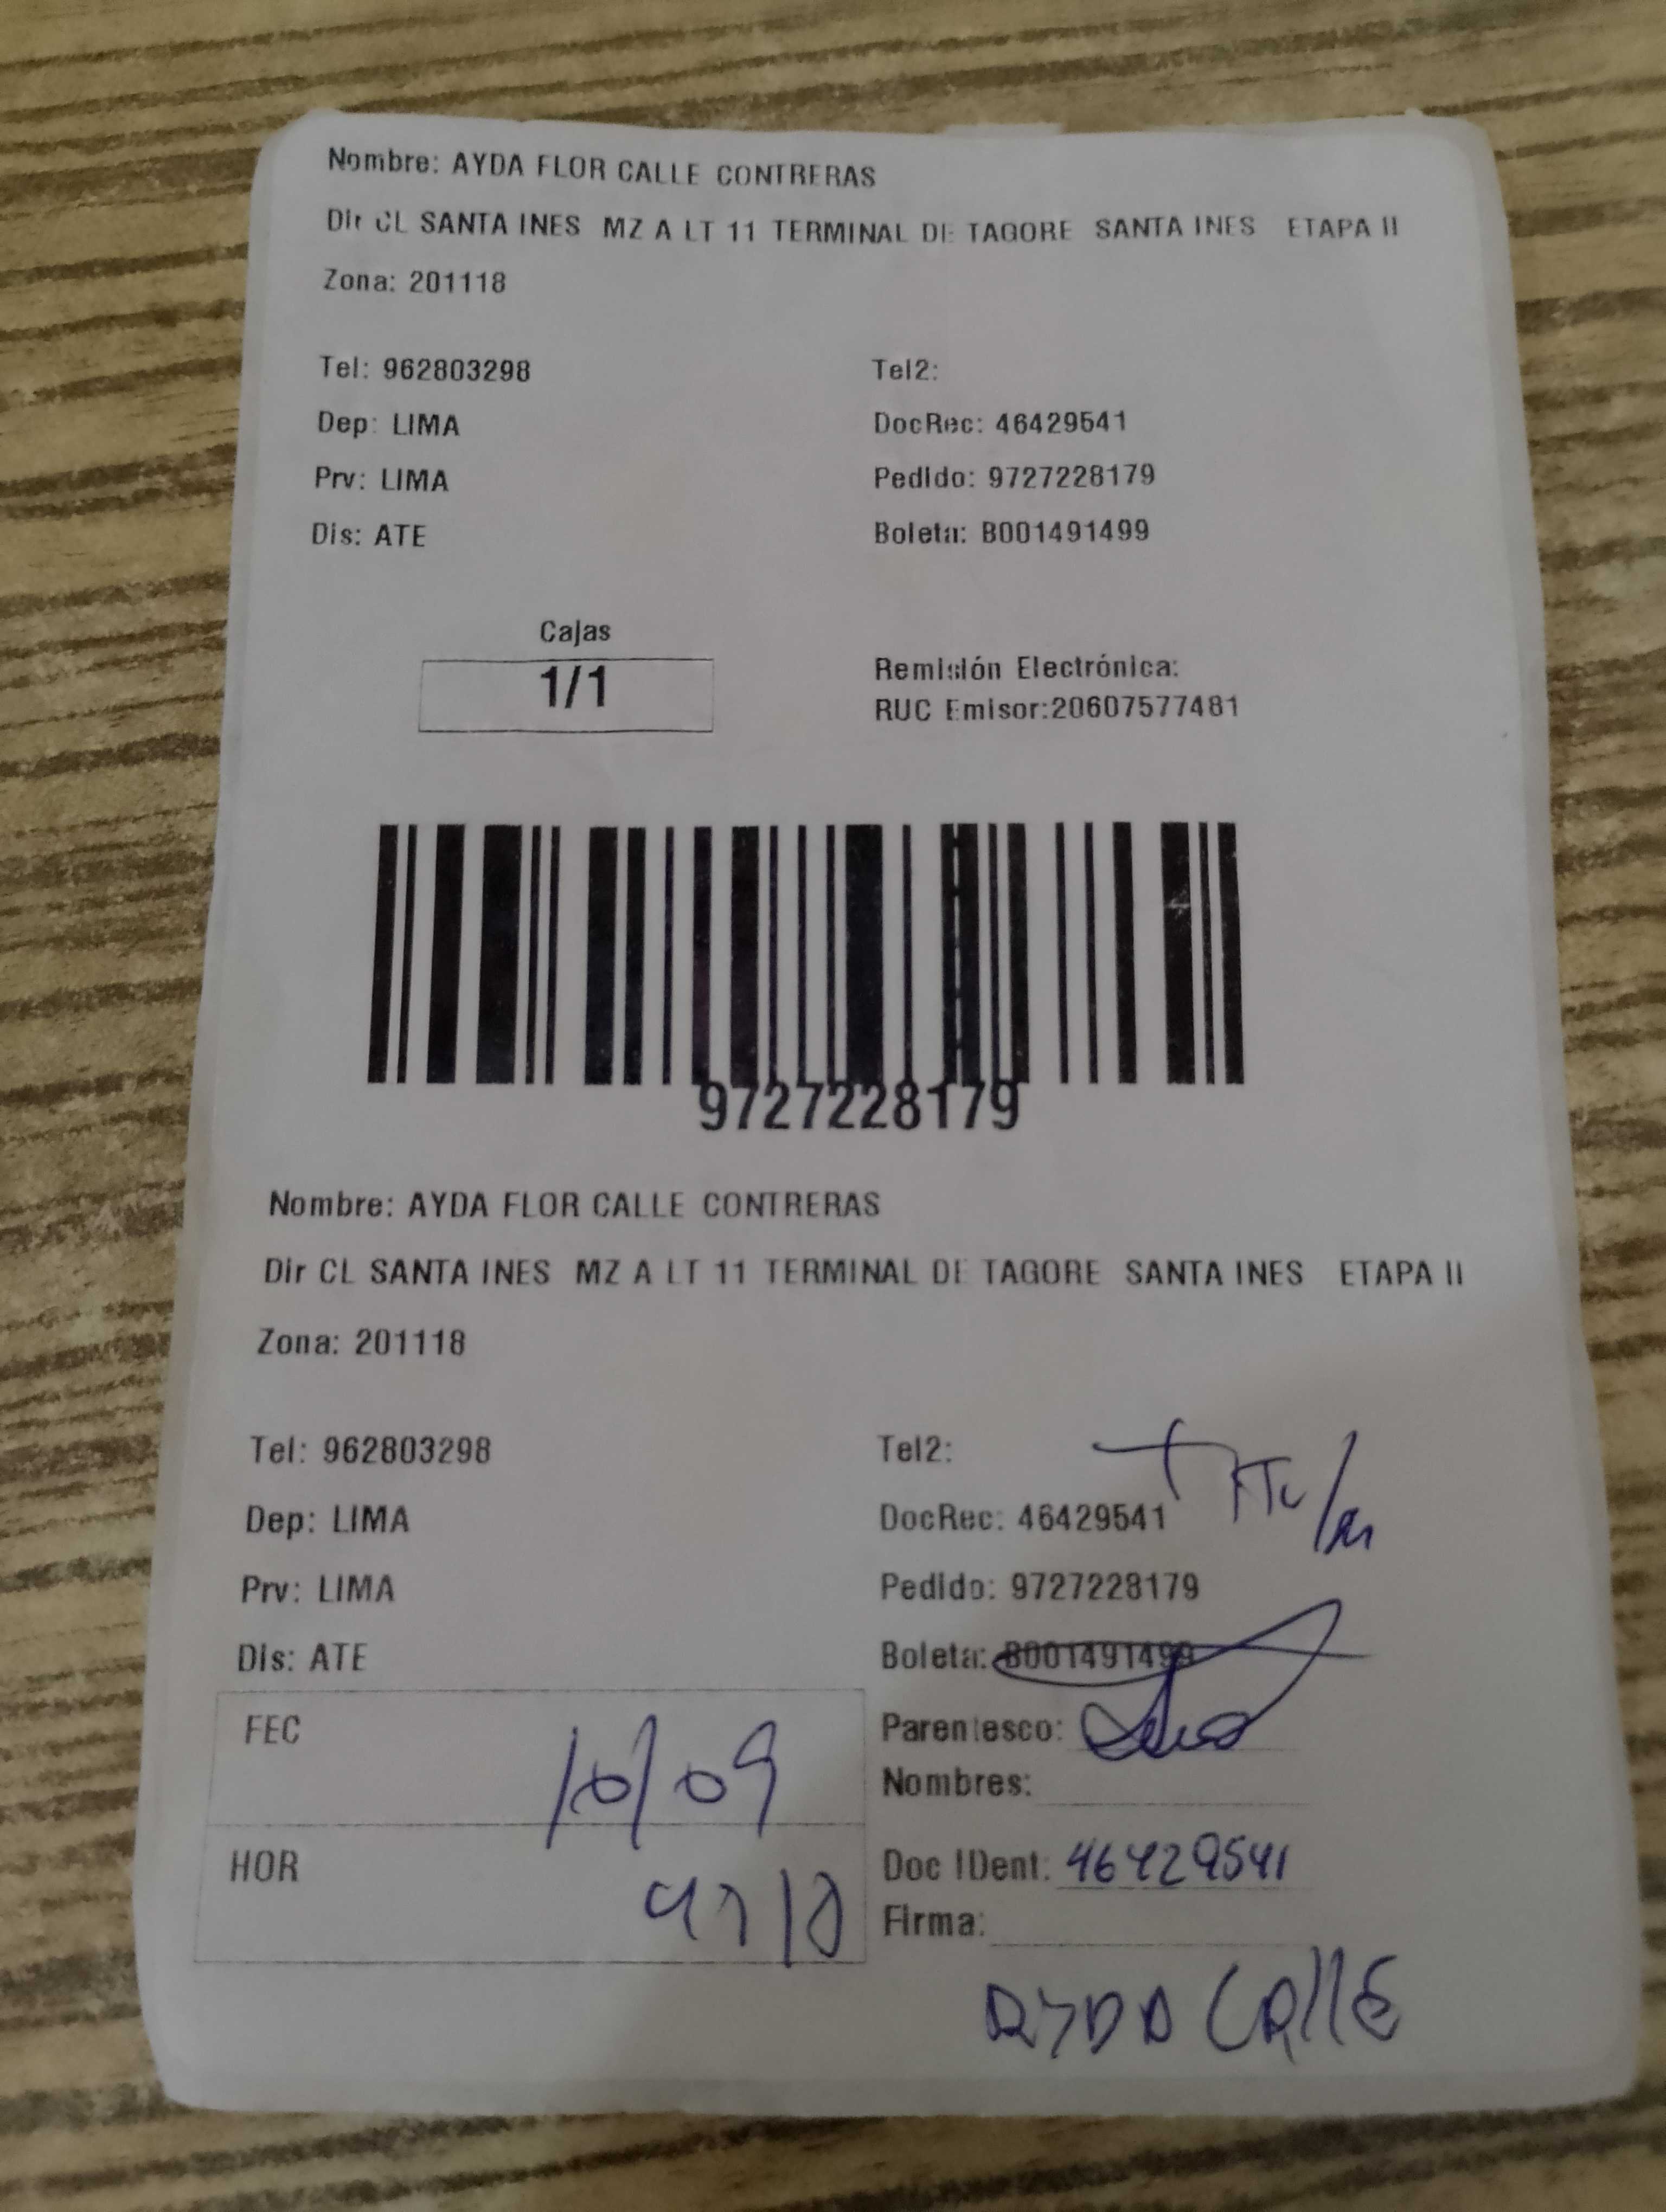 Nombre: AYDA FLOR CALLE CONTRERAS
Dir CL SANTA INES MZ A LT 11 TERMINAL DE TAGORE SANTA INES ETAPA II
Zona: 201118
Tel: 962803298 Tel2:
Dep: LIMA DocRec: 46429541
Prv: LIMA Pedido: 9727228179
Dis: ATE Boleta: B001491499
Cajas
1/1
Remisión Electrónica:
RUC Emisor:20607577481
9727228179
Nombre: AYDA FLOR CALLE CONTRERAS
Dir CL SANTA INES MZ A LT 11 TERMINAL DE TAGORE SANTA INES ETAPA II
Zona: 201118
Tel: 962803298 Tel2:
Dep: LIMA DocRec: 46429541
Prv: LIMA Pedido: 9727228179
Dis: ATE Boleta: B001491499
FEC 10/09 Parentesco:
Nombres:
HOR Doc IDent: 46429541
Firma:
AYDA CAllE